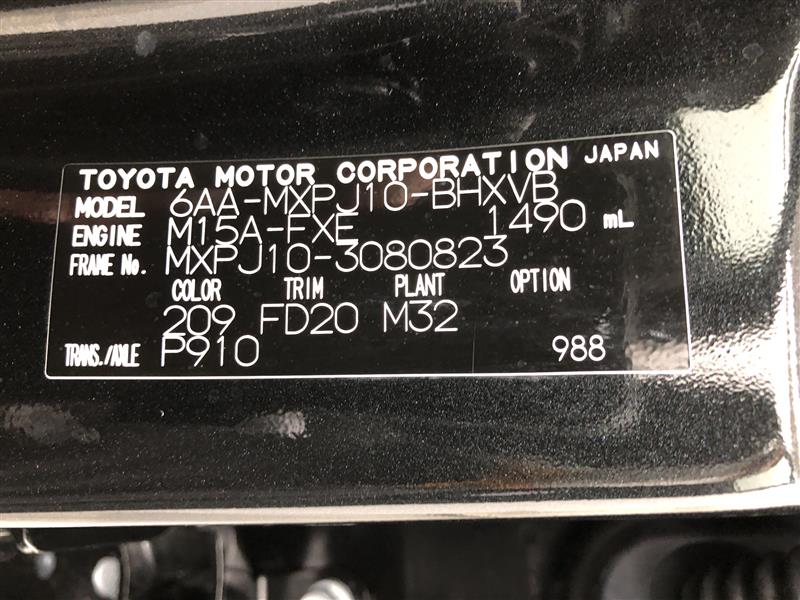 TOYOTA MOTOR CORPORATION JAPAN
MODEL 6AA-MXPJ10-BHXVB
ENGINE M15A-FXE 1490 mL
FRAME No. MXPJ10-3080823
COLOR TRIM PLANT OPTION
209 FD20 M32
TRANS./AXLE P910 988